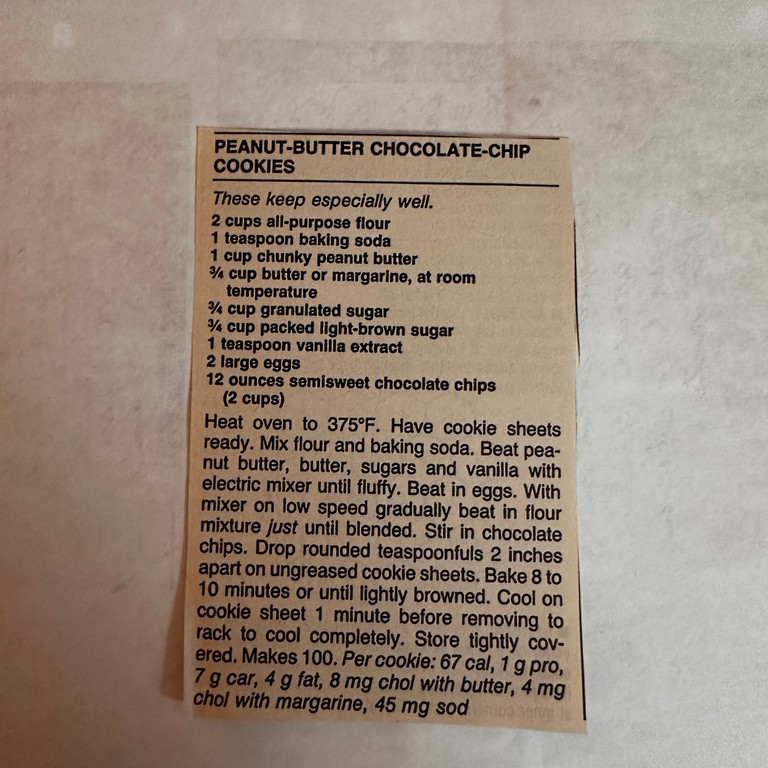 PEANUT-BUTTER CHOCOLATE-CHIP
COOKIES
These keep especially well.
2 cups all-purpose flour
1 teaspoon baking soda
1 cup chunky peanut butter
¾ cup butter or margarine, at room
temperature
¾ cup granulated sugar
¾ cup packed light-brown sugar
1 teaspoon vanilla extract
2 large eggs
12 ounces semisweet chocolate chips
(2 cups)
Heat oven to 375°F. Have cookie sheets
ready. Mix flour and baking soda. Beat pea-
nut butter, butter, sugars and vanilla with
electric mixer until fluffy. Beat in eggs. With
mixer on low speed gradually beat in flour
mixture just until blended. Stir in chocolate
chips. Drop rounded teaspoonfuls 2 inches
apart on ungreased cookie sheets. Bake 8 to
10 minutes or until lightly browned. Cool on
cookie sheet 1 minute before removing to
rack to cool completely. Store tightly cov-
ered. Makes 100. Per cookie: 67 cal, 1 g pro,
7 g car, 4 g fat, 8 mg chol with butter, 4 mg
chol with margarine, 45 mg sod